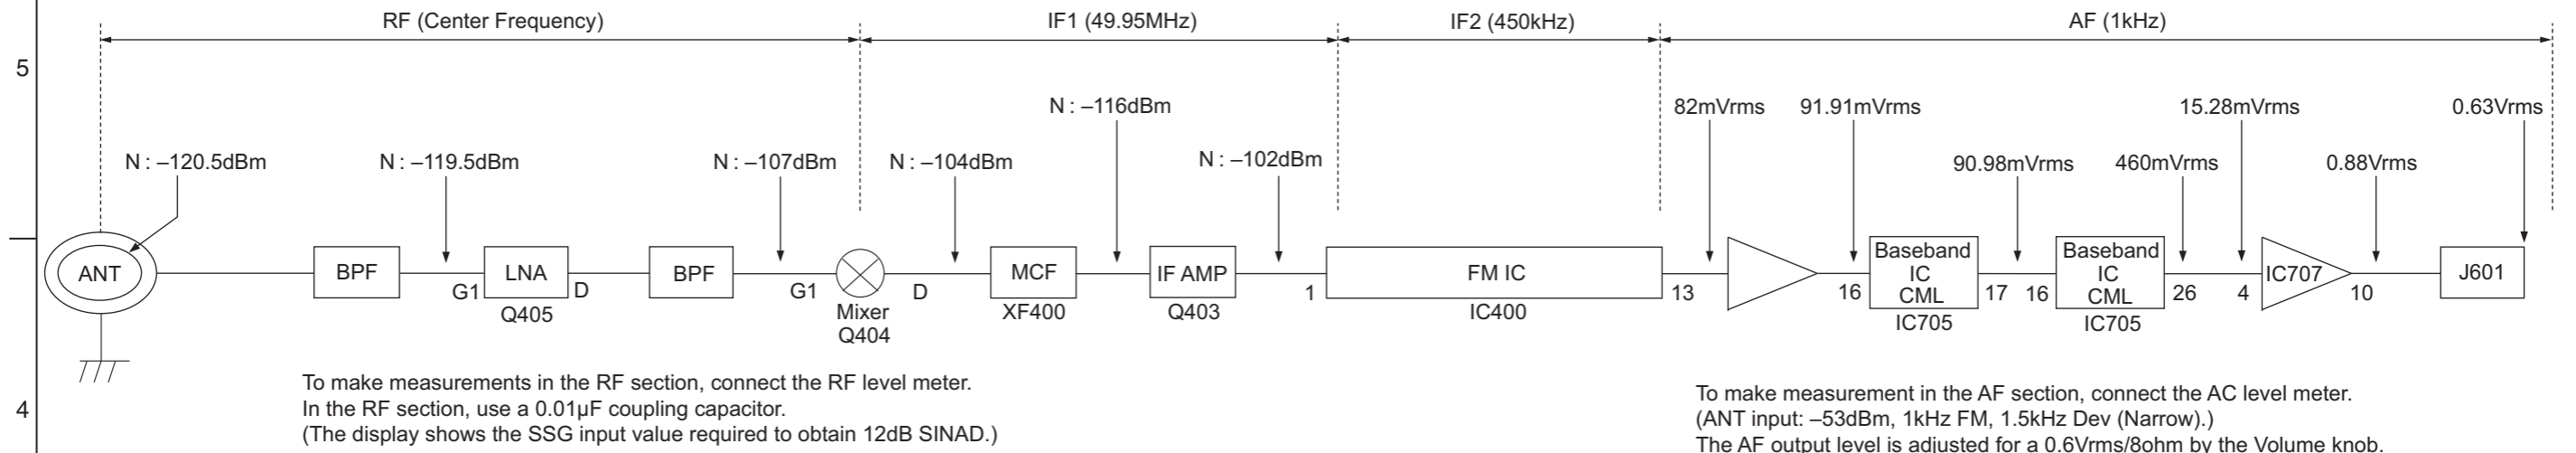 RF (Center Frequency)
IF1 (49.95MHz)
IF2 (450kHz)
AF (1kHz)
5
N : –116dBm
82mVrms
91.91mVrms
15.28mVrms
0.63Vrms
N : –120.5dBm
N : –119.5dBm
N : –107dBm
N : –104dBm
N : –102dBm
90.98mVrms
460mVrms
0.88Vrms
ANT
BPF
G1
LNA
D
Q405
BPF
G1
Mixer
Q404
D
MCF
XF400
IF AMP
Q403
1
FM IC
IC400
13
16
Baseband
IC
CML
IC705
17
16
Baseband
IC
CML
IC705
26
4
IC707
10
J601
4
To make measurements in the RF section, connect the RF level meter.
In the RF section, use a 0.01µF coupling capacitor.
(The display shows the SSG input value required to obtain 12dB SINAD.)
To make measurement in the AF section, connect the AC level meter.
(ANT input: –53dBm, 1kHz FM, 1.5kHz Dev (Narrow).)
The AF output level is adjusted for a 0.6Vrms/8ohm by the Volume knob.